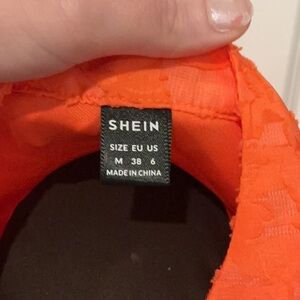 SHEIN
SIZE EU US
M 38 6
MADE IN CHINA